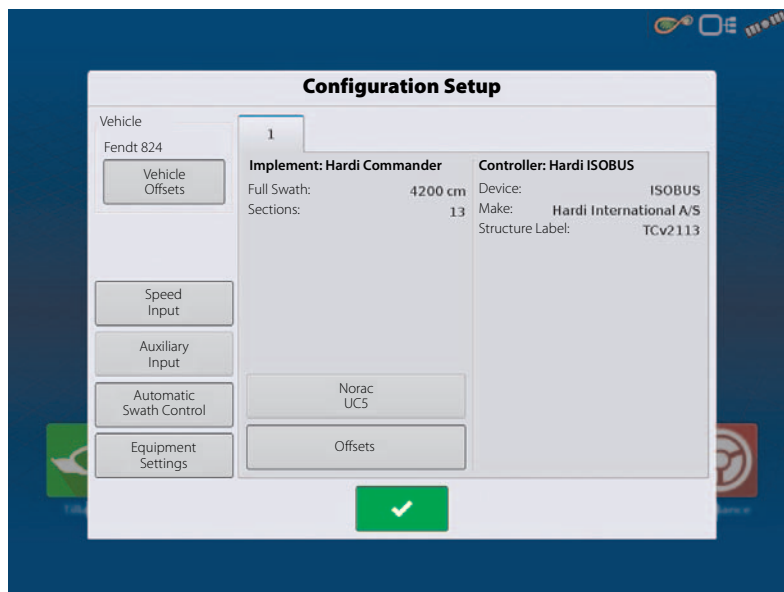 Configuration Setup
Vehicle
Fendt 824
Vehicle
Offsets
Speed
Input
Auxiliary
Input
Automatic
Swath Control
Equipment
Settings
1
Implement: Hardi Commander
Full Swath: 4200 cm
Sections: 13
Norac
UC5
Offsets
Controller: Hardi ISOBUS
Device: ISOBUS
Make: Hardi International A/S
Structure Label: TCv2113